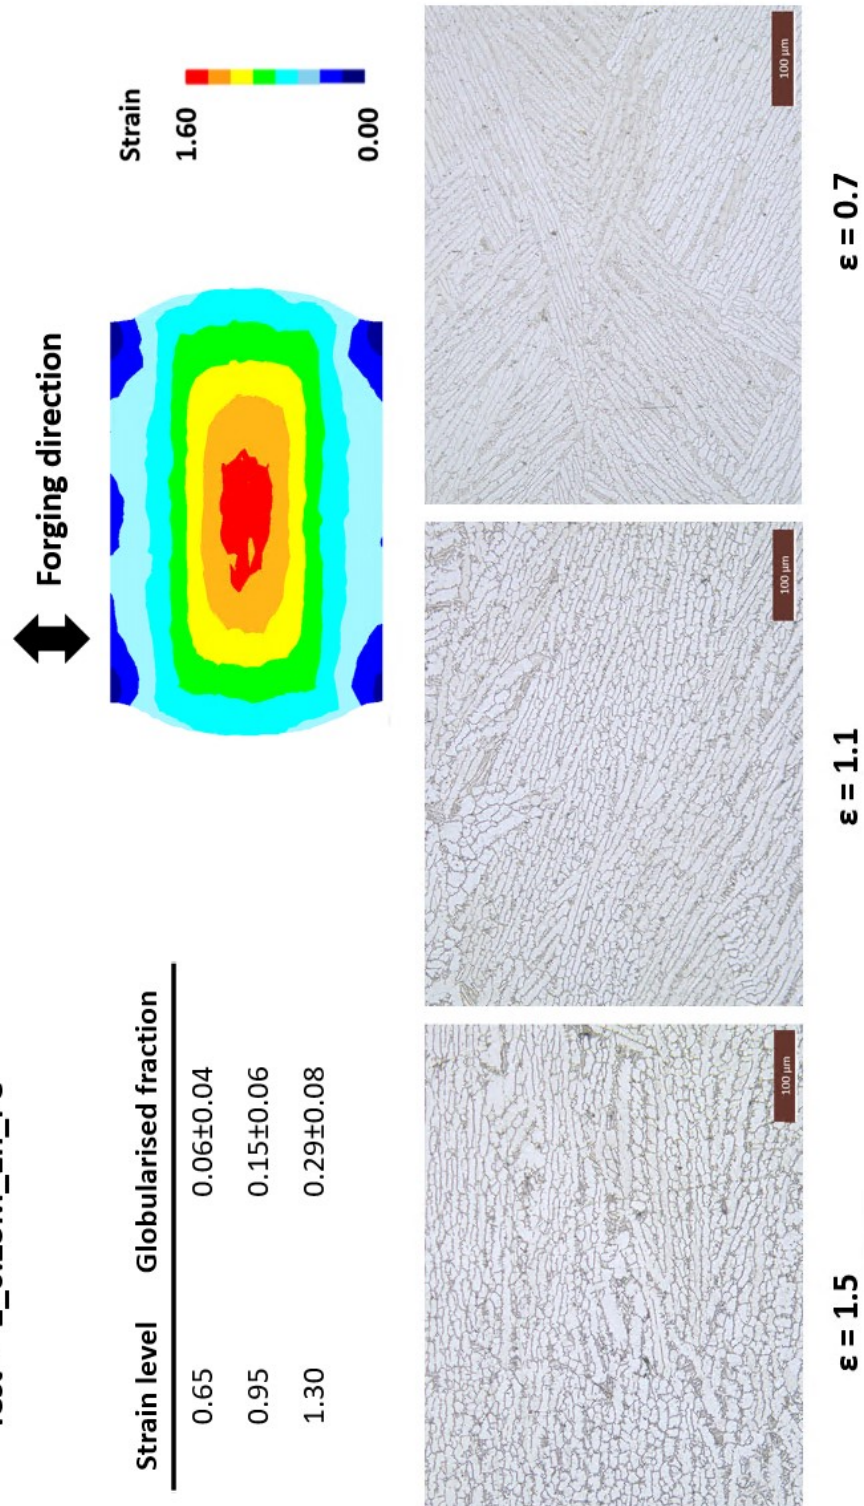 Forging direction
Strain
1.60
0.00
Strain level Globularised fraction
0.65 0.06±0.04
0.95 0.15±0.06
1.30 0.29±0.08
100 µm
100 µm
100 µm
ε = 1.5
ε = 1.1
ε = 0.7